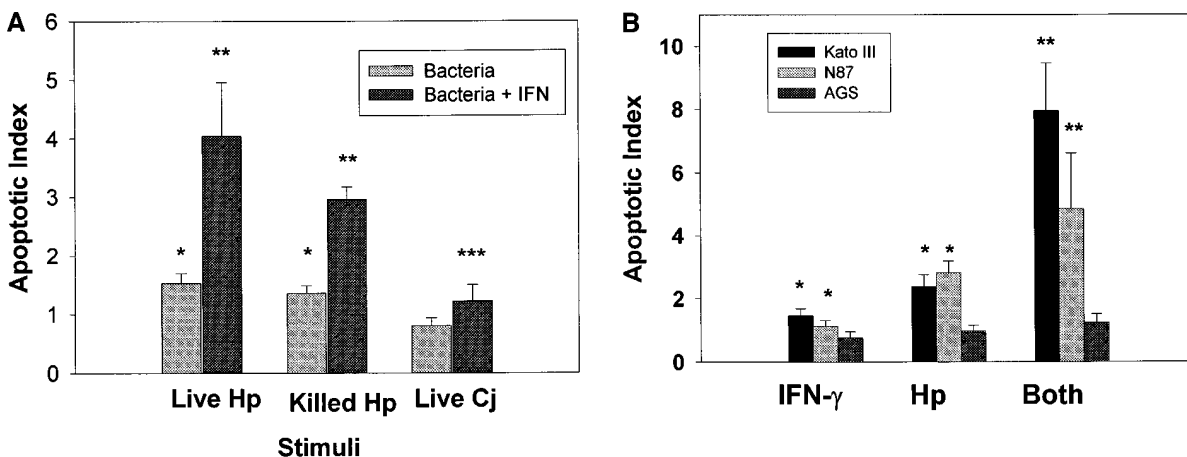 A
Apoptotic Index
6
5
4
3
2
1
0
Bacteria
Bacteria + IFN
*
**
*
**
***
Live Hp
Killed Hp
Live Cj
Stimuli
B
Apoptotic Index
10
8
6
4
2
0
Kato III
N87
AGS
*
*
*
*
**
**
IFN-γ
Hp
Both